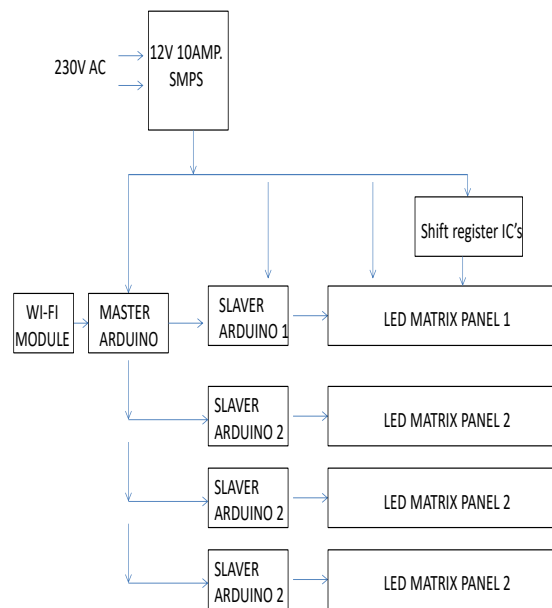 12V 10AMP.
SMPS
230V AC
Shift register IC's
WI-FI
MODULE
MASTER
ARDUINO
SLAVER
ARDUINO 1
LED MATRIX PANEL 1
SLAVER
ARDUINO 2
LED MATRIX PANEL 2
SLAVER
ARDUINO 2
LED MATRIX PANEL 2
SLAVER
ARDUINO 2
LED MATRIX PANEL 2